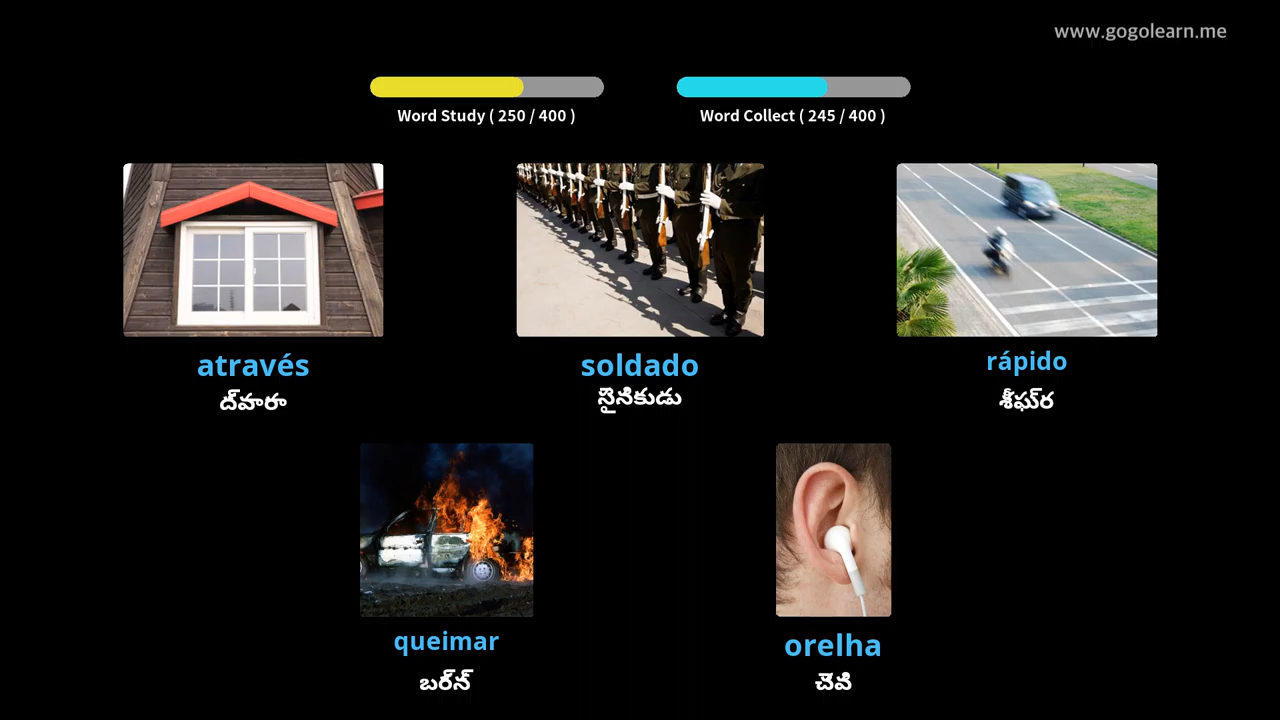 www.gogolearn.me
Word Study ( 250 / 400 )
Word Collect ( 245 / 400 )
através
ద్వారా
soldado
సైనికుడు
rápido
శీఘ్ర
queimar
బర్న్
orelha
చెవి